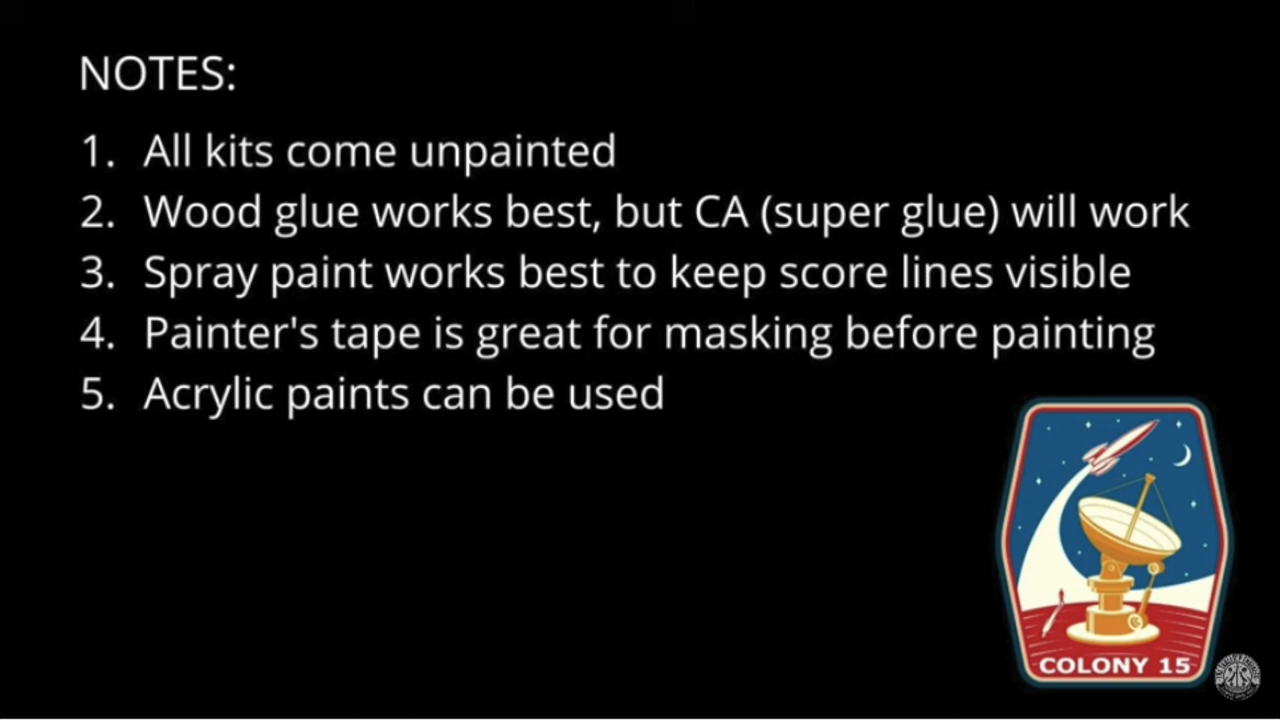 NOTES:
1. All kits come unpainted
2. Wood glue works best, but CA (super glue) will work
3. Spray paint works best to keep score lines visible
4. Painter's tape is great for masking before painting
5. Acrylic paints can be used
COLONY 15